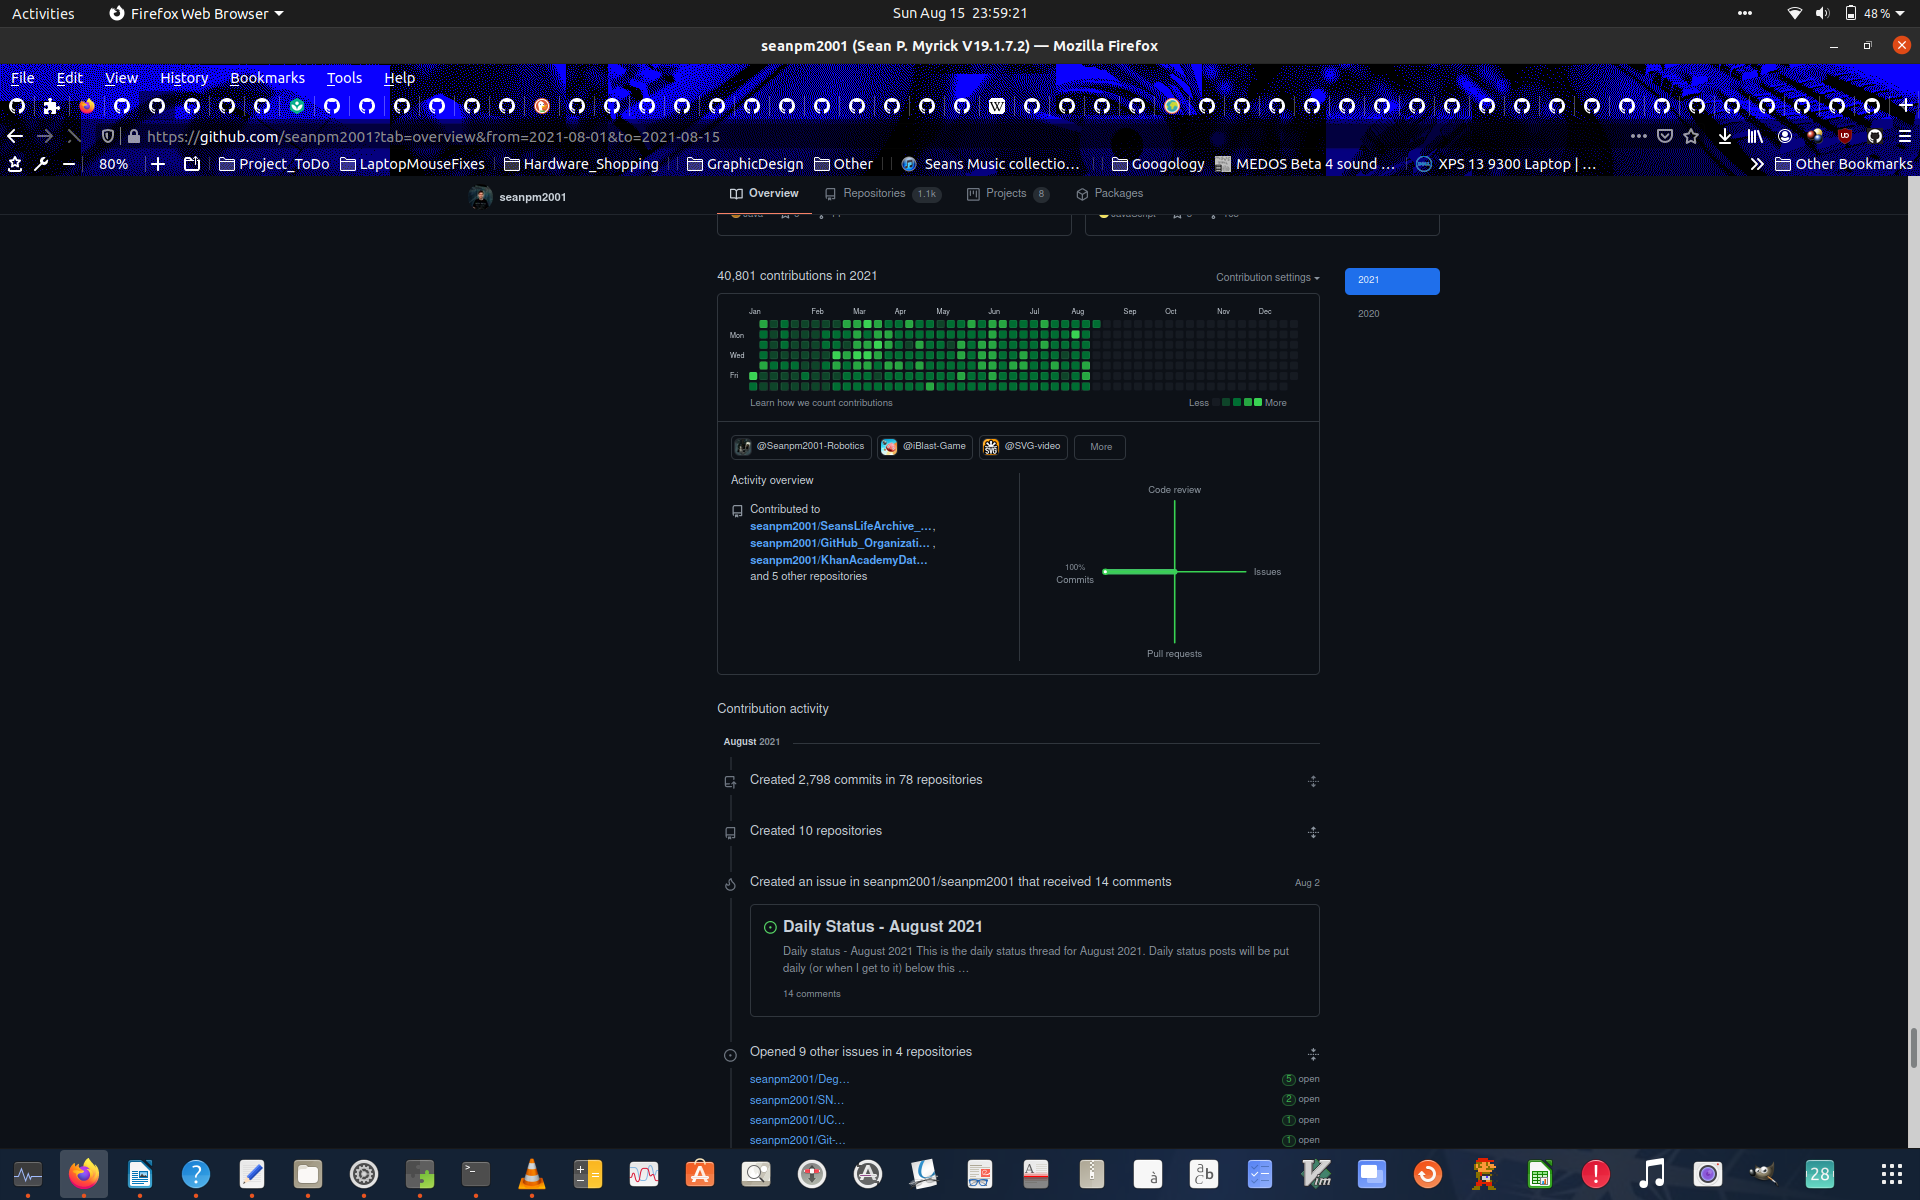 Activities
Firefox Web Browser
Sun Aug 15 23:59:21
48 %
seanpm2001 (Sean P. Myrick V19.1.7.2) — Mozilla Firefox
File Edit View History Bookmarks Tools Help
https://github.com/seanpm2001?tab=overview&from=2021-08-01&to=2021-08-15
80%
Project_ToDo
LaptopMouseFixes
Hardware_Shopping
GraphicDesign
Other
Seans Music collectio…
Googology
MEDOS Beta 4 sound …
XPS 13 9300 Laptop | …
Other Bookmarks
seanpm2001
Overview
Repositories 1.1k
Projects 8
Packages
40,801 contributions in 2021
Contribution settings
2021
2020
Jan Feb Mar Apr May Jun Jul Aug Sep Oct Nov Dec
Mon
Wed
Fri
Learn how we count contributions
Less
More
@Seanpm2001-Robotics
@iBlast-Game
@SVG-video
More
Activity overview
Contributed to
seanpm2001/SeansLifeArchive_…,
seanpm2001/GitHub_Organizati… ,
seanpm2001/KhanAcademyDat…
and 5 other repositories
Code review
100%
Commits
Issues
Pull requests
Contribution activity
August 2021
Created 2,798 commits in 78 repositories
Created 10 repositories
Created an issue in seanpm2001/seanpm2001 that received 14 comments
Aug 2
Daily Status - August 2021
Daily status - August 2021 This is the daily status thread for August 2021. Daily status posts will be put
daily (or when I get to it) below this …
14 comments
Opened 9 other issues in 4 repositories
seanpm2001/Deg…
5 open
seanpm2001/SN…
2 open
seanpm2001/UC…
1 open
seanpm2001/Git-…
1 open
28